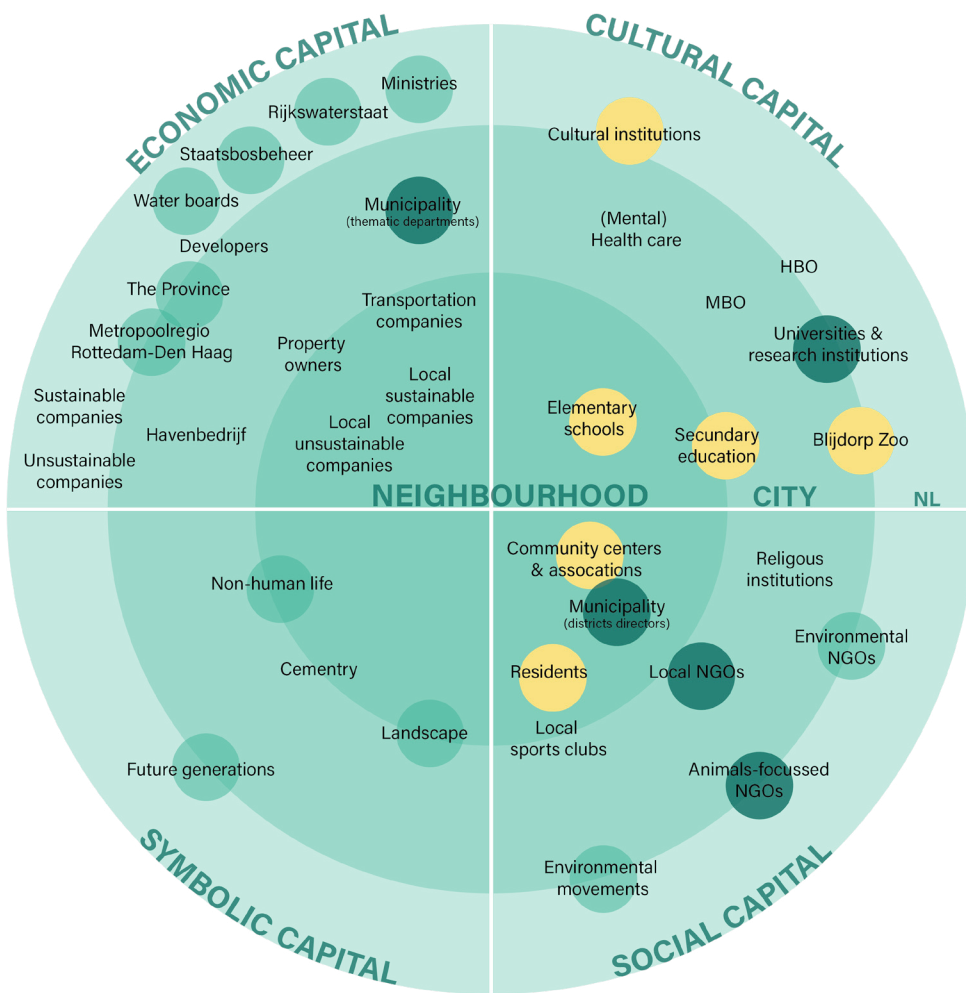 ECONOMIC CAPITAL
Ministries
Rijkswaterstaat
Staatsbosbeheer
Water boards
Municipality
(thematic departments)
Developers
The Province
Transportation
companies
Metropoolregio
Rottedam-Den Haag
Property
owners
Local
sustainable
companies
Sustainable
companies
Havenbedrijf
Local
unsustainable
companies
Unsustainable
companies
CULTURAL CAPITAL
Cultural institutions
(Mental)
Health care
HBO
MBO
Universities &
research institutions
Elementary
schools
Secundary
education
Blijdorp Zoo
NEIGHBOURHOOD
CITY
NL
Non-human life
Cementry
Landscape
Future generations
SYMBOLIC CAPITAL
Community centers
& assocations
Religous
institutions
Municipality
(districts directors)
Environmental
NGOs
Residents
Local NGOs
Local
sports clubs
Animals-focussed
NGOs
Environmental
movements
SOCIAL CAPITAL